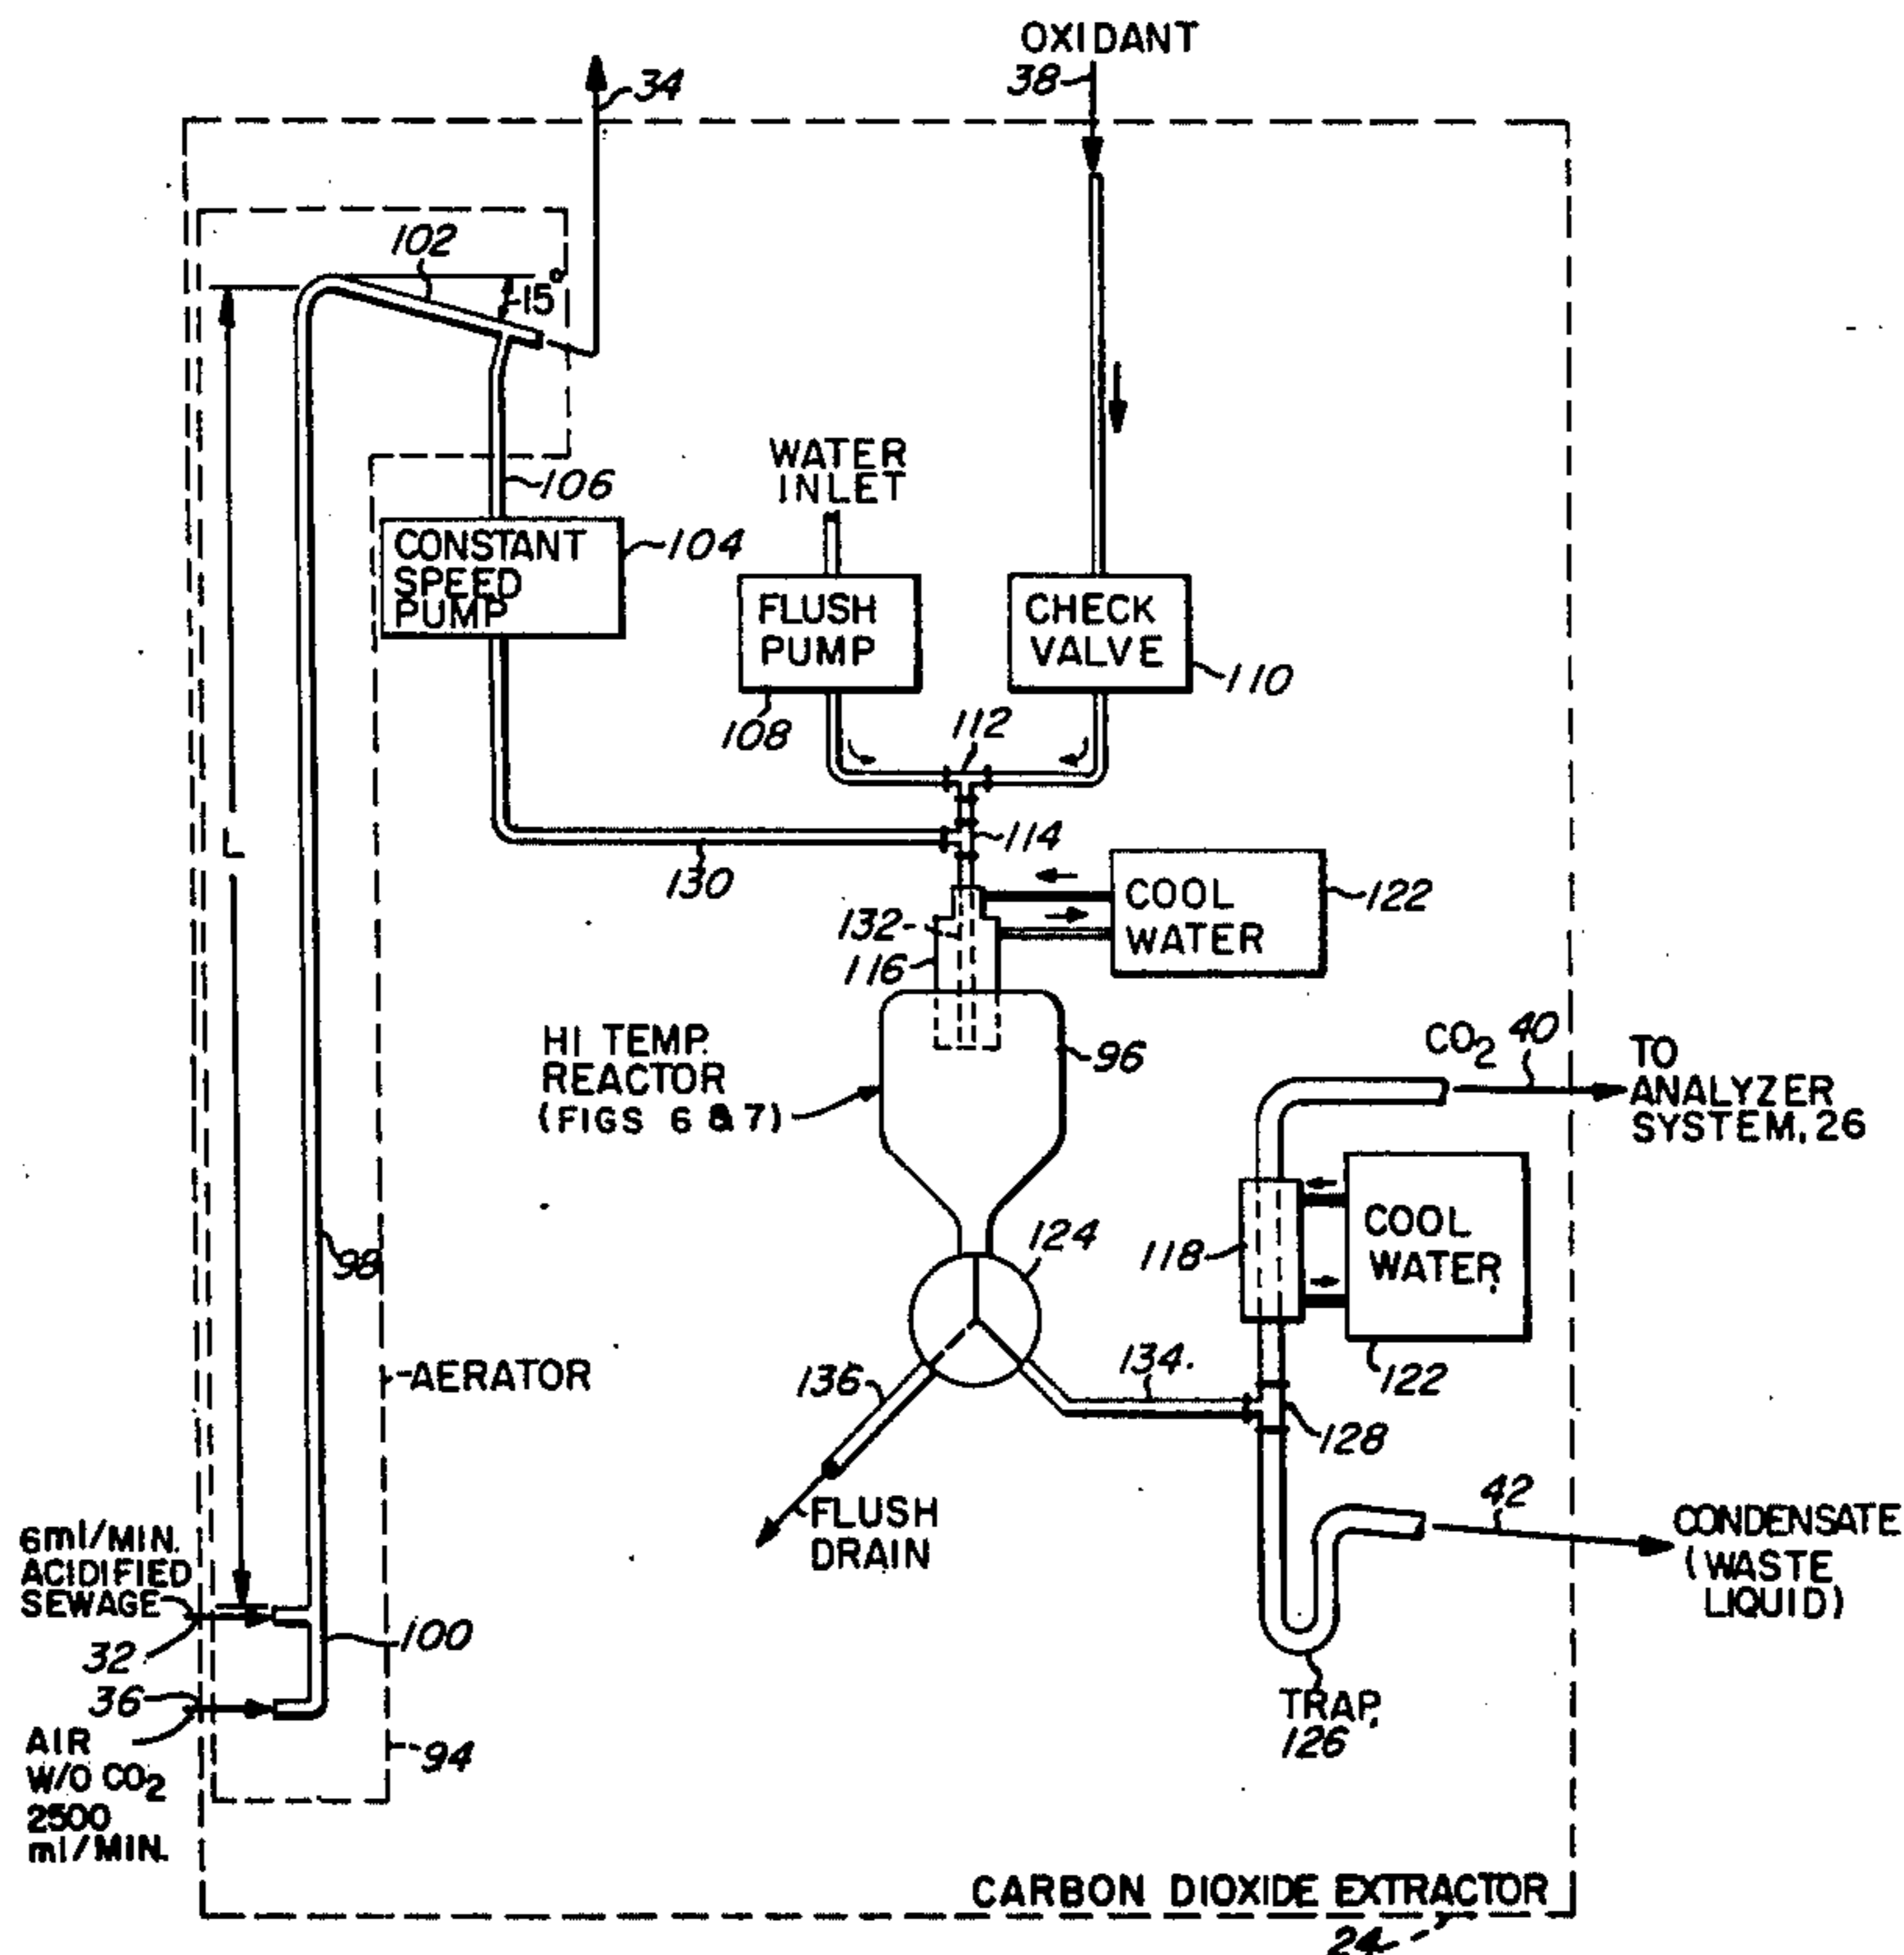 OXIDANT
38
34
102
15°
WATER
INLET
106
CONSTANT
SPEED
PUMP
104
FLUSH
PUMP
CHECK
VALVE
110
108
112
L
114
130
COOL
WATER
122
132
116
HI TEMP.
REACTOR
(FIGS 6 & 7)
96
CO2 40
TO
ANALYZER
SYSTEM, 26
124
118
COOL
WATER
98
122
134
AERATOR
136
128
FLUSH
DRAIN
42
CONDENSATE
(WASTE
LIQUID)
6ml/MIN.
ACIDIFIED
SEWAGE
32
100
36
AIR
W/O CO2
2500
ml/MIN.
94
TRAP
126
CARBON DIOXIDE EXTRACTOR
24